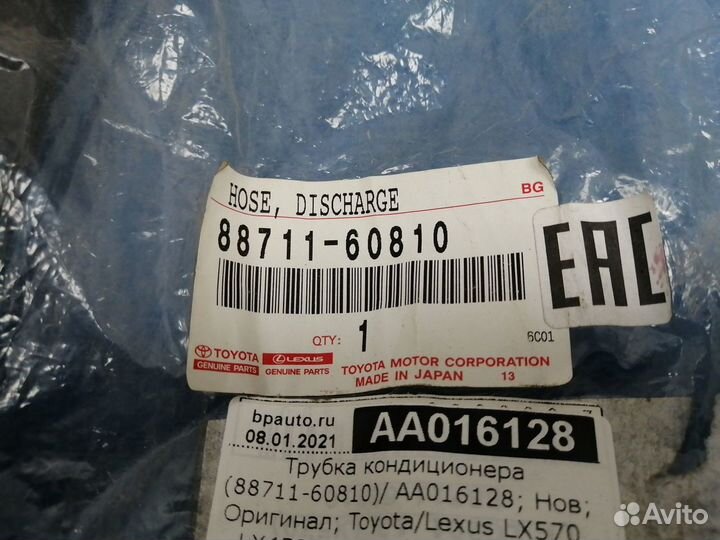 HOSE, DISCHARGE
BG
88711-60810
QTY: 1
6C01
TOYOTA
GENUINE PARTS
LEXUS
GENUINE PARTS
TOYOTA MOTOR CORPORATION
MADE IN JAPAN 13
EAC
bpauto.ru
08.01.2021
AA016128
Трубка кондиционера
(88711-60810)/ AA016128; Нов;
Оригинал; Toyota/Lexus LX570
Avito